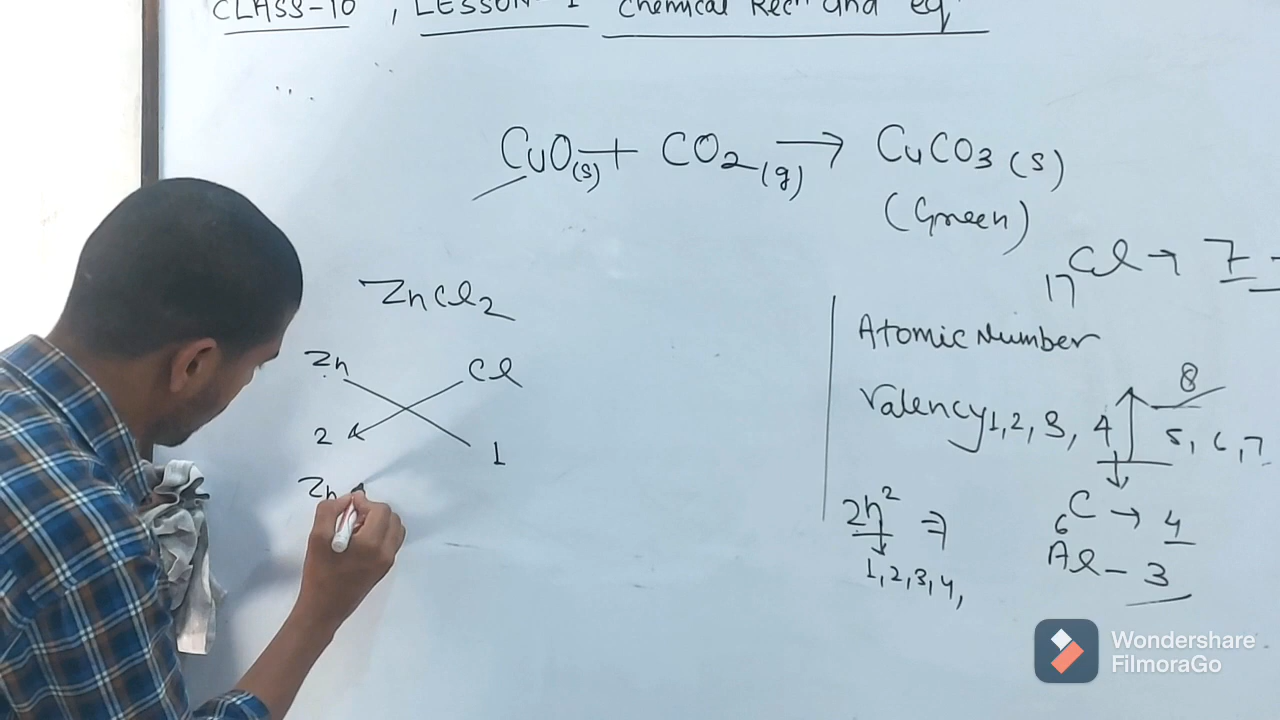 CLASS-10, LESSON-1 Chemical Recn and eq
CuO(s) + CO2(g) → CuCO3(s)
(Green)
17Cl → 7
ZnCl2
Zn Cl
2 1
Zn
Atomic Number
Valency 1, 2, 3, 4
8
5, 6, 7
2n² ⇒
1, 2, 3, 4,
6C → 4
Al - 3
Wondershare
FilmoraGo